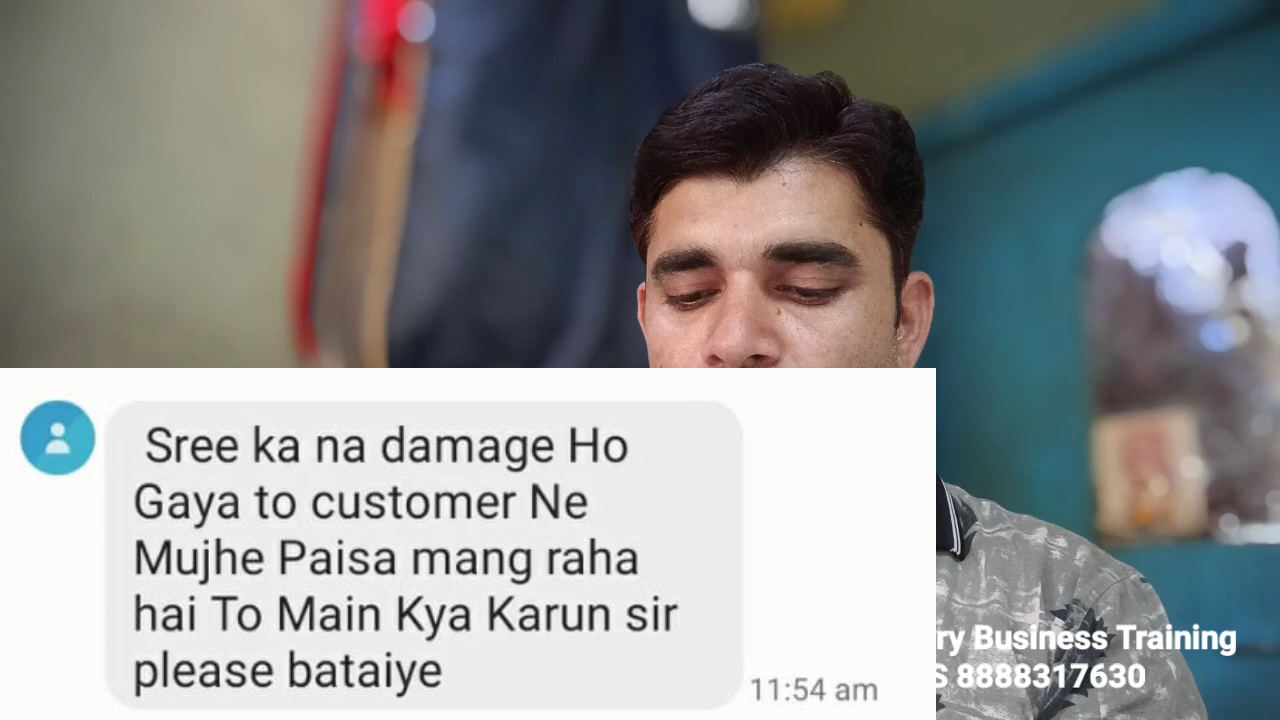 Sree ka na damage Ho
Gaya to customer Ne
Mujhe Paisa mang raha
hai To Main Kya Karun sir
please bataiye
11:54 am
ry Business Training
S 8888317630